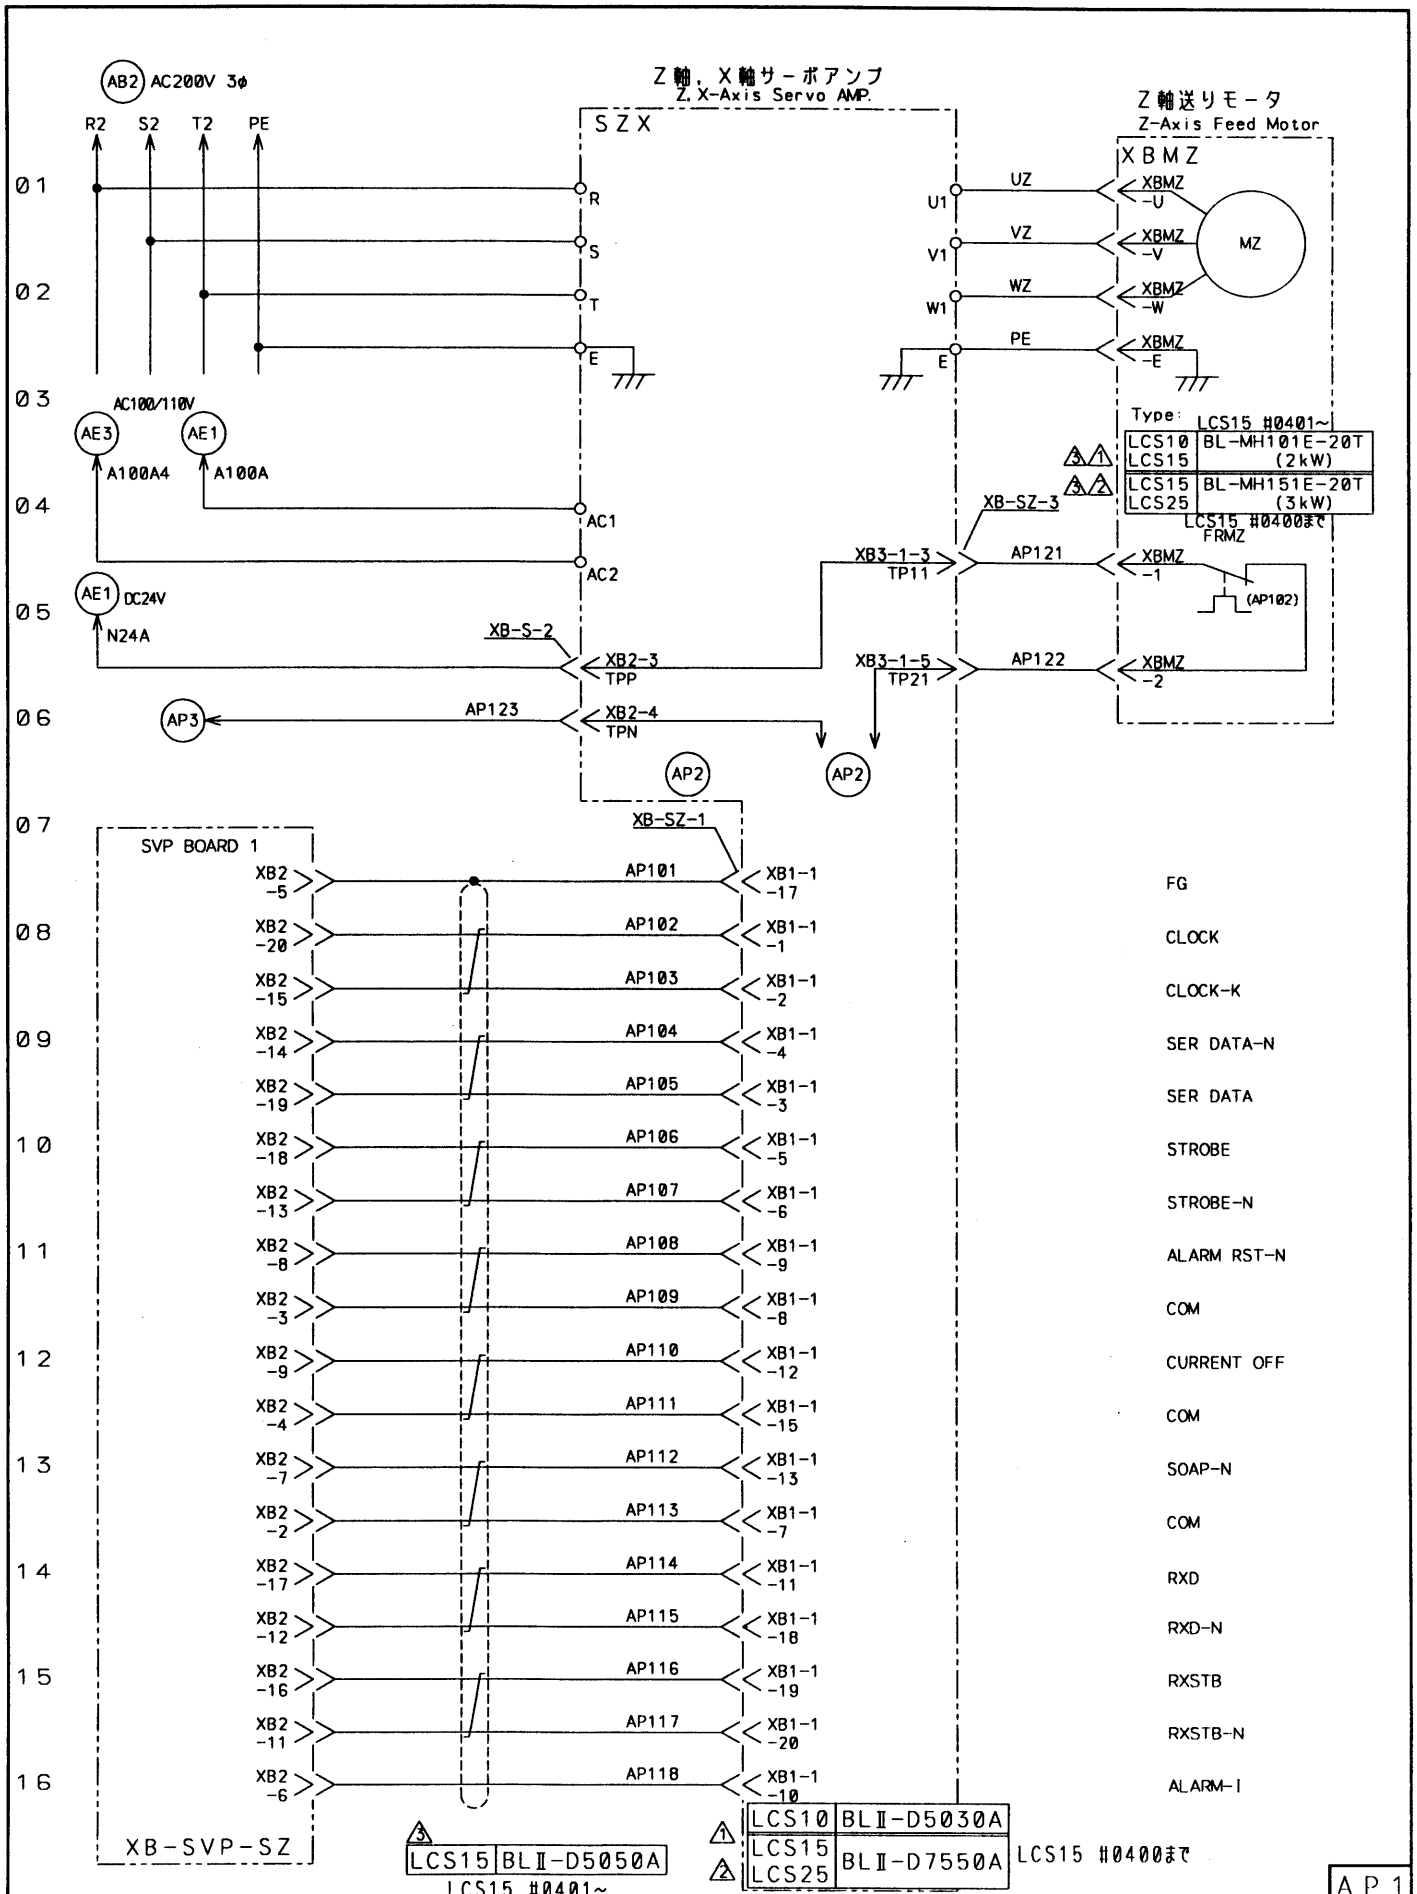 AB2 AC200V 3φ
R2 S2 T2 PE
Z軸, X軸サーボアンプ
Z,X-Axis Servo AMP.
SZX
Z軸送りモータ
Z-Axis Feed Motor
XBMZ
01
R U1 UZ XBMZ
-U
S V1 VZ XBMZ
-V
MZ
02
T W1 WZ XBMZ
-W
E E PE XBMZ
-E
03
AC100/110V
AE3 AE1
A100A4 A100A
Type: LCS15 #0401~
LCS10 BL-MH101E-20T
LCS15 (2kW)
3 1
LCS15 BL-MH151E-20T
LCS25 (3kW)
3 2
LCS15 #0400まで
04
AC1
AC2
XB-SZ-3
FRMZ
XB3-1-3 AP121 XBMZ
TP11 -1
(AP102)
05
AE1 DC24V
N24A
XB-S-2
XB2-3
TPP
XB3-1-5 AP122 XBMZ
TP21 -2
06
AP3 AP123 XB2-4
TPN
AP2 AP2
07
SVP BOARD 1
XB-SZ-1
XB2 AP101 XB1-1
-5 -17 FG
08
XB2 AP102 XB1-1
-20 -1 CLOCK
XB2 AP103 XB1-1
-15 -2 CLOCK-K
09
XB2 AP104 XB1-1
-14 -4 SER DATA-N
XB2 AP105 XB1-1
-19 -3 SER DATA
10
XB2 AP106 XB1-1
-18 -5 STROBE
XB2 AP107 XB1-1
-13 -6 STROBE-N
11
XB2 AP108 XB1-1
-8 -9 ALARM RST-N
XB2 AP109 XB1-1
-3 -8 COM
12
XB2 AP110 XB1-1
-9 -12 CURRENT OFF
XB2 AP111 XB1-1
-4 -15 COM
13
XB2 AP112 XB1-1
-7 -13 SOAP-N
XB2 AP113 XB1-1
-2 -7 COM
14
XB2 AP114 XB1-1
-17 -11 RXD
XB2 AP115 XB1-1
-12 -18 RXD-N
15
XB2 AP116 XB1-1
-16 -19 RXSTB
XB2 AP117 XB1-1
-11 -20 RXSTB-N
16
XB2 AP118 XB1-1
-6 -10 ALARM-I
XB-SVP-SZ
3
LCS15 BLⅡ-D5050A
LCS15 #0401~
1
LCS10 BLⅡ-D5030A
2
LCS15
LCS25 BLⅡ-D7550A
LCS15 #0400まで
AP1